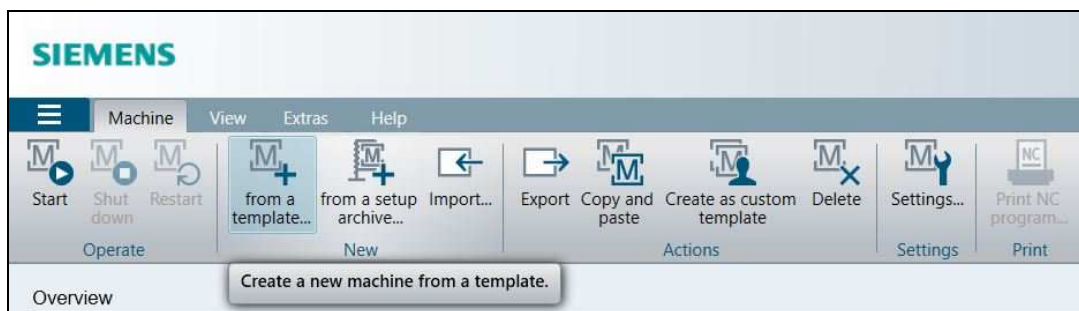 SIEMENS
Machine View Extras Help
Start Shut down Restart
from a template... from a setup archive... Import...
Export Copy and paste Create as custom template Delete
Settings...
NC
Print NC program...
Operate New Actions Settings Print
Create a new machine from a template.
Overview